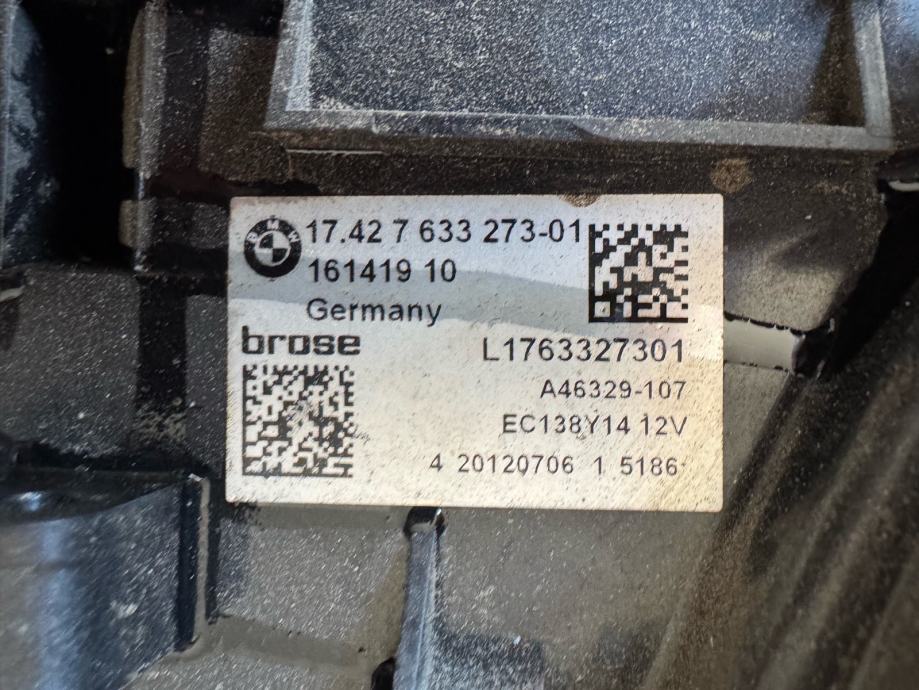 BMW
17.42 7 633 273-01
161419 10
Germany
brose
L1763327301
A46329-107
EC138Y14 12V
4 20120706 1 5186